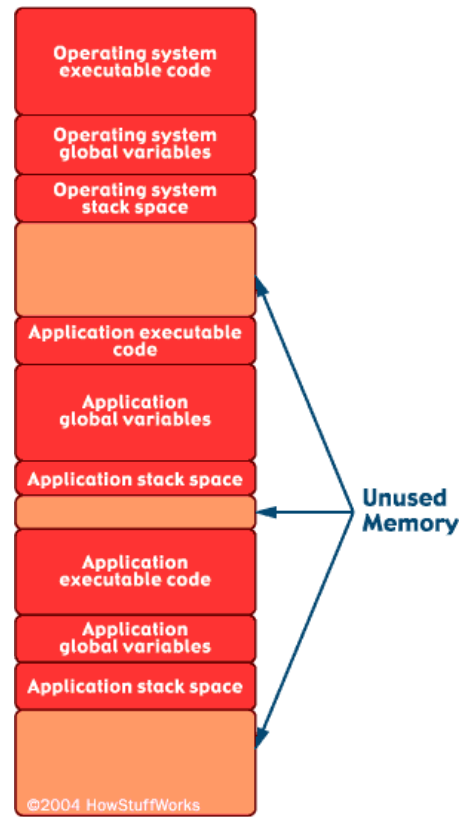 Operating system
executable code
Operating system
global variables
Operating system
stack space
Application executable
code
Application
global variables
Application stack space
Unused
Memory
Application
executable code
Application
global variables
Application stack space
©2004 HowStuffWorks